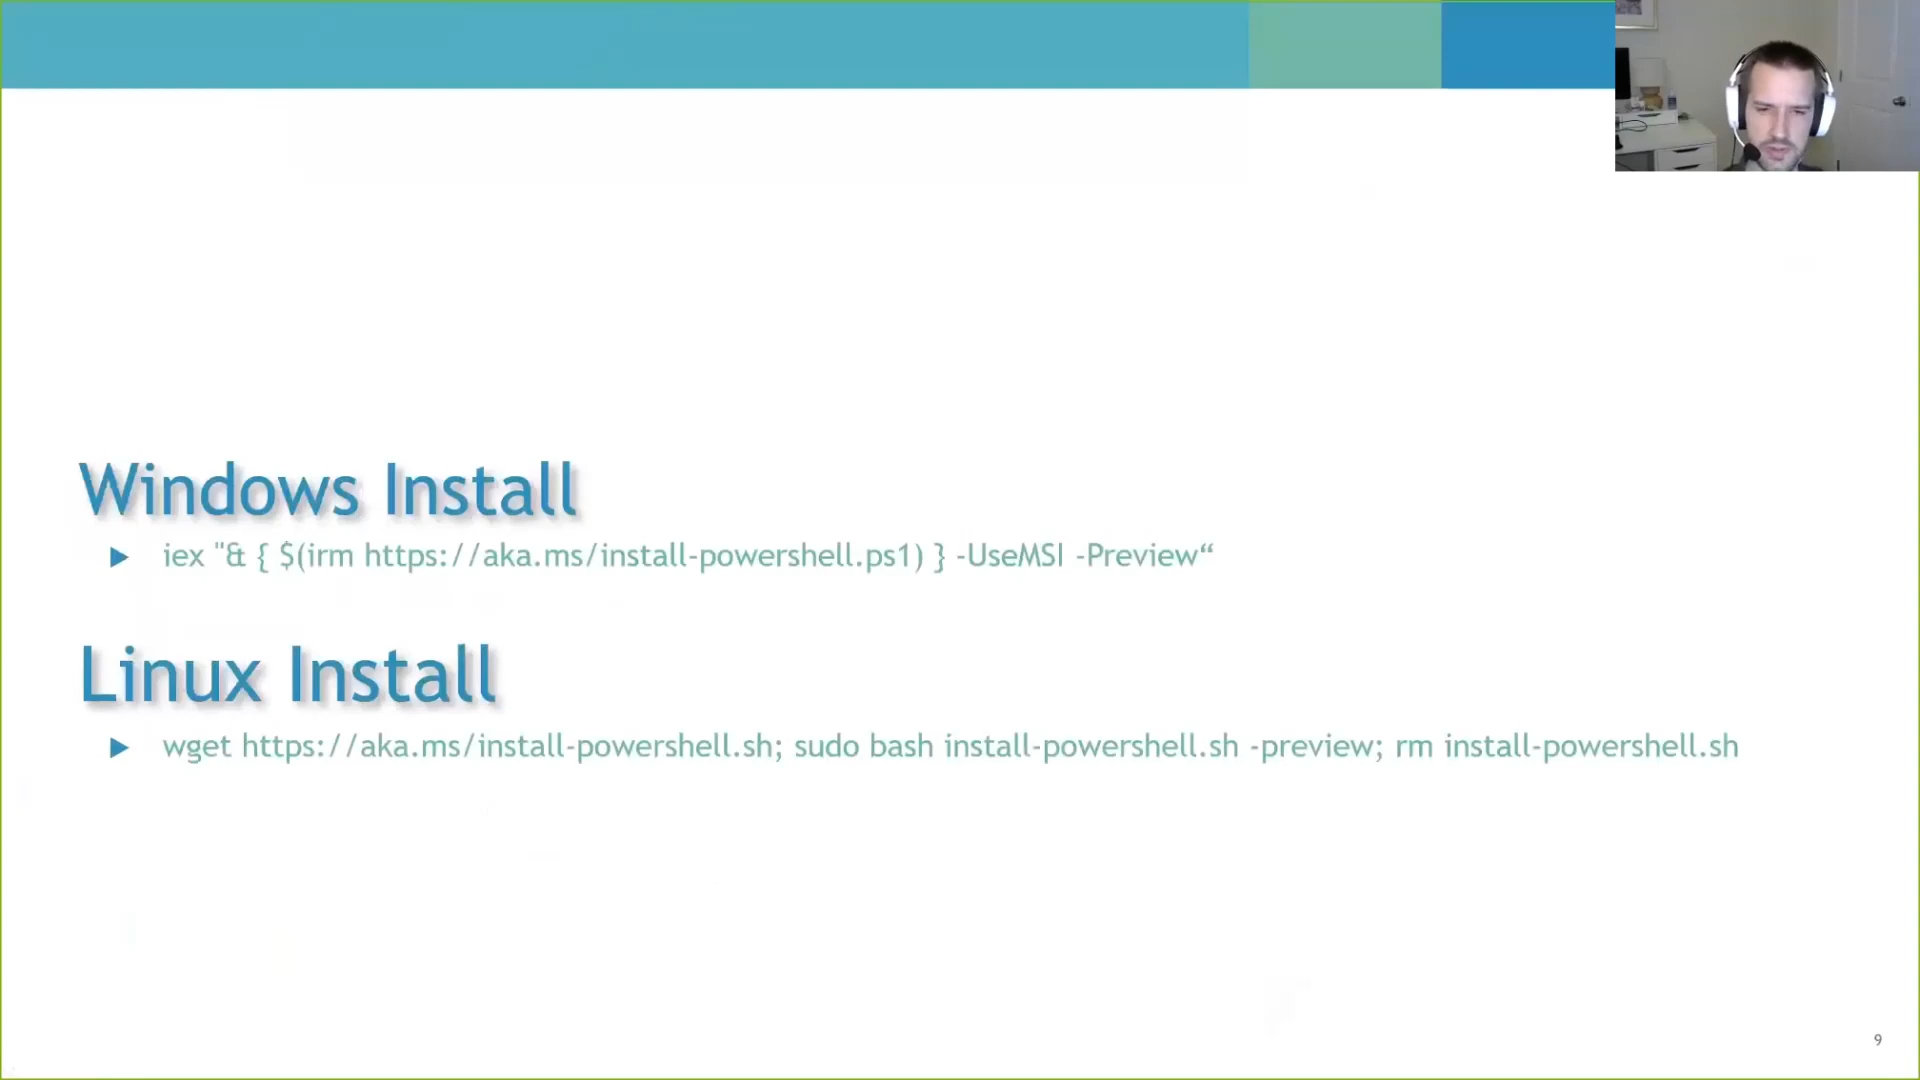 Windows Install
iex "& { $(irm https://aka.ms/install-powershell.ps1) } -UseMSI -Preview“
Linux Install
wget https://aka.ms/install-powershell.sh; sudo bash install-powershell.sh -preview; rm install-powershell.sh
9